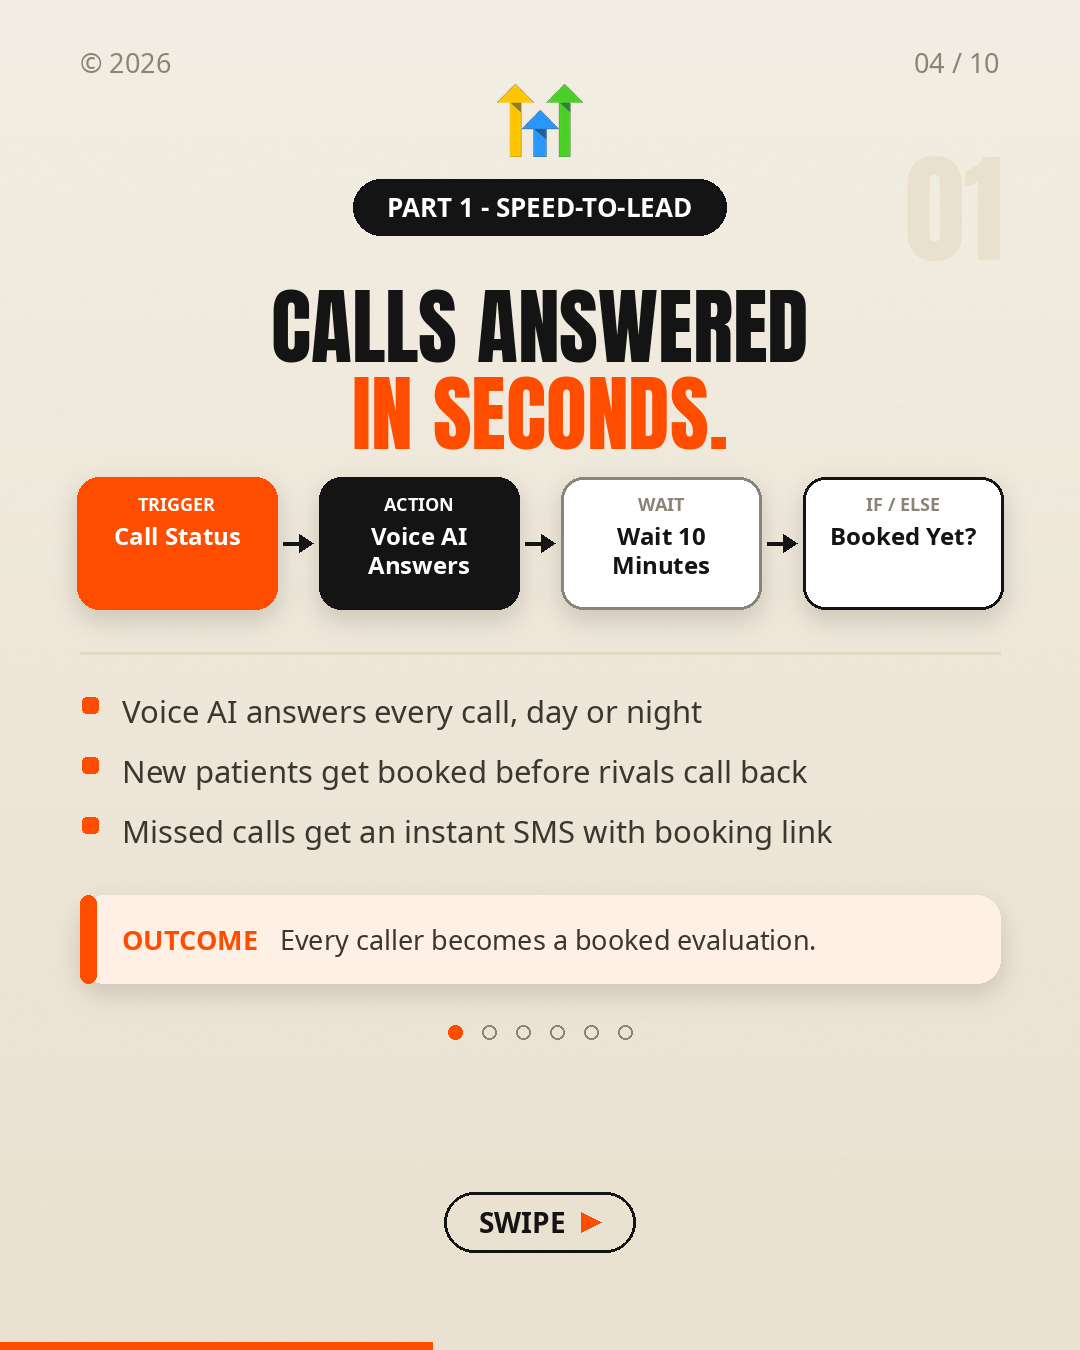 © 2026
04 / 10
PART 1 - SPEED-TO-LEAD
01
CALLS ANSWERED
IN SECONDS.
TRIGGER
Call Status
ACTION
Voice AI
Answers
WAIT
Wait 10
Minutes
IF / ELSE
Booked Yet?
Voice AI answers every call, day or night
New patients get booked before rivals call back
Missed calls get an instant SMS with booking link
OUTCOME Every caller becomes a booked evaluation.
SWIPE